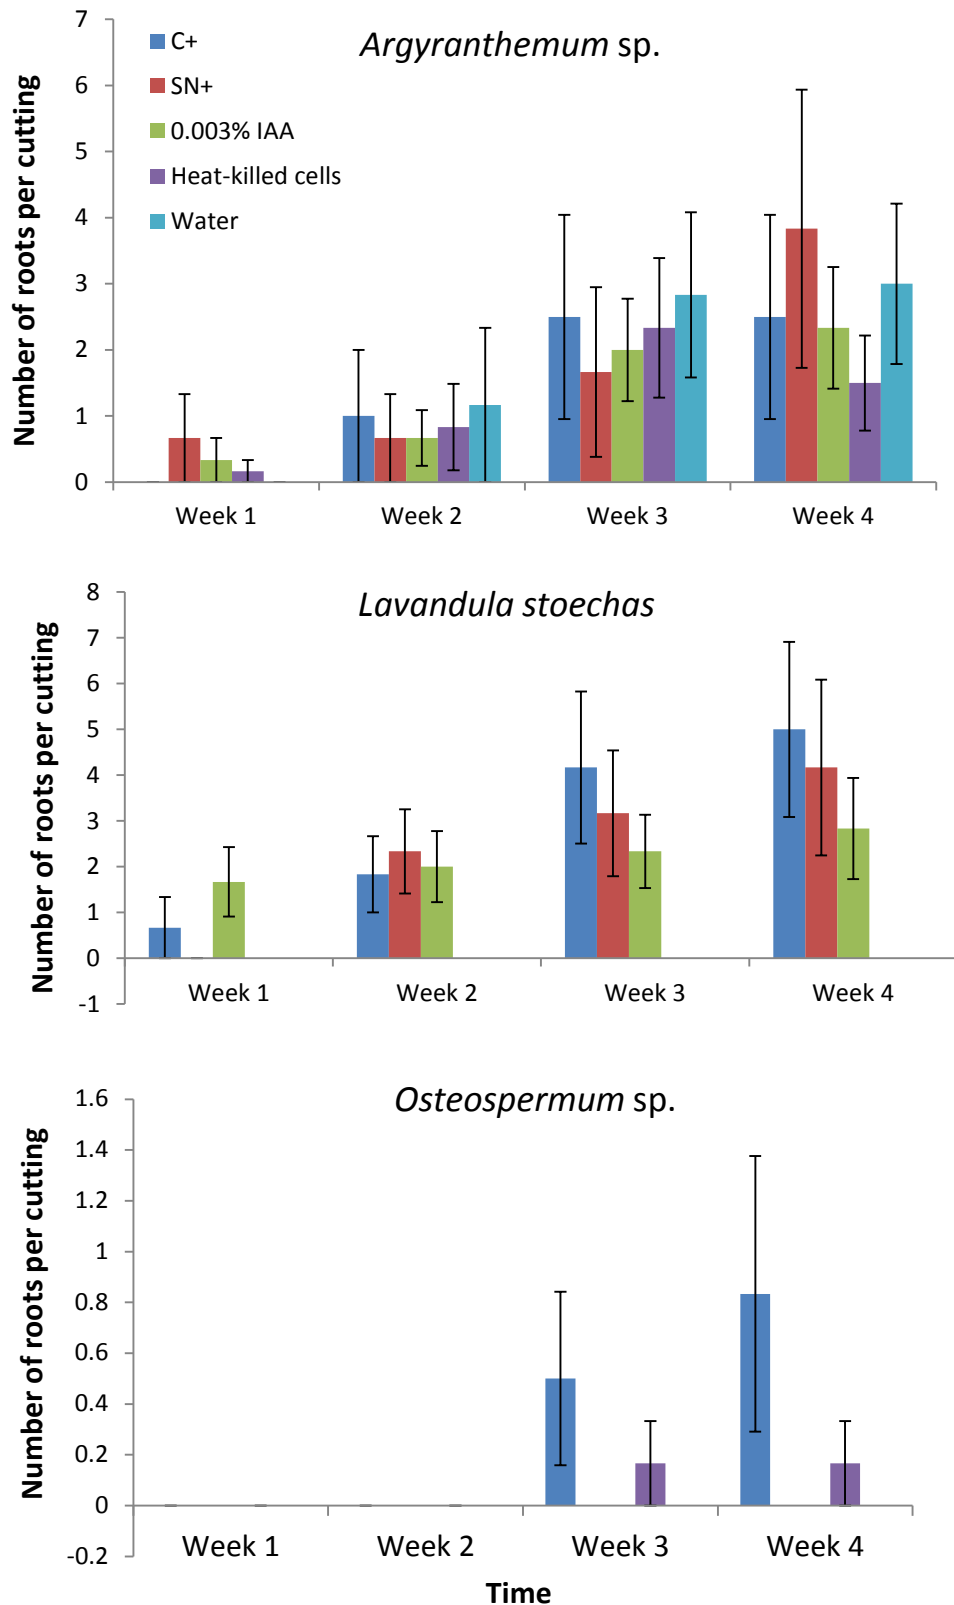 Argyranthemum sp.
Number of roots per cutting
7
6
5
4
3
2
1
0
C+
SN+
0.003% IAA
Heat-killed cells
Water
Week 1 Week 2 Week 3 Week 4
Lavandula stoechas
Number of roots per cutting
8
7
6
5
4
3
2
1
0
-1
Week 1 Week 2 Week 3 Week 4
Osteospermum sp.
Number of roots per cutting
1.6
1.4
1.2
1
0.8
0.6
0.4
0.2
0
-0.2
Week 1 Week 2 Week 3 Week 4
Time